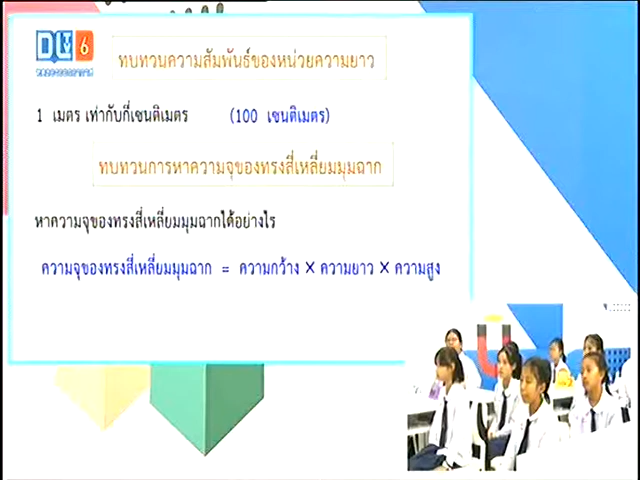 DLTV 6
ทบทวนความสัมพันธ์ของหน่วยความยาว
1 เมตร เท่ากับกี่เซนติเมตร (100 เซนติเมตร)
ทบทวนการหาความจุของทรงสี่เหลี่ยมมุมฉาก
หาความจุของทรงสี่เหลี่ยมมุมฉากได้อย่างไร
ความจุของทรงสี่เหลี่ยมมุมฉาก = ความกว้าง X ความยาว X ความสูง